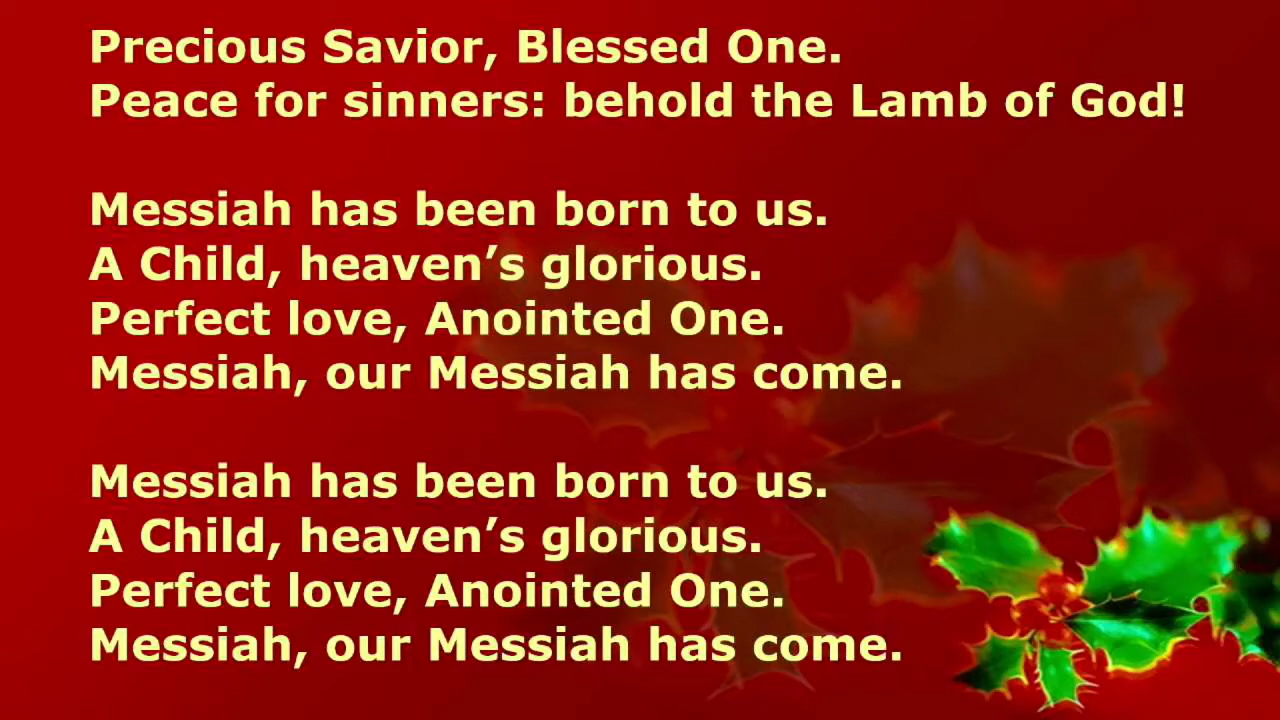 Precious Savior, Blessed One.
Peace for sinners: behold the Lamb of God!
Messiah has been born to us.
A Child, heaven’s glorious.
Perfect love, Anointed One.
Messiah, our Messiah has come.
Messiah has been born to us.
A Child, heaven’s glorious.
Perfect love, Anointed One.
Messiah, our Messiah has come.